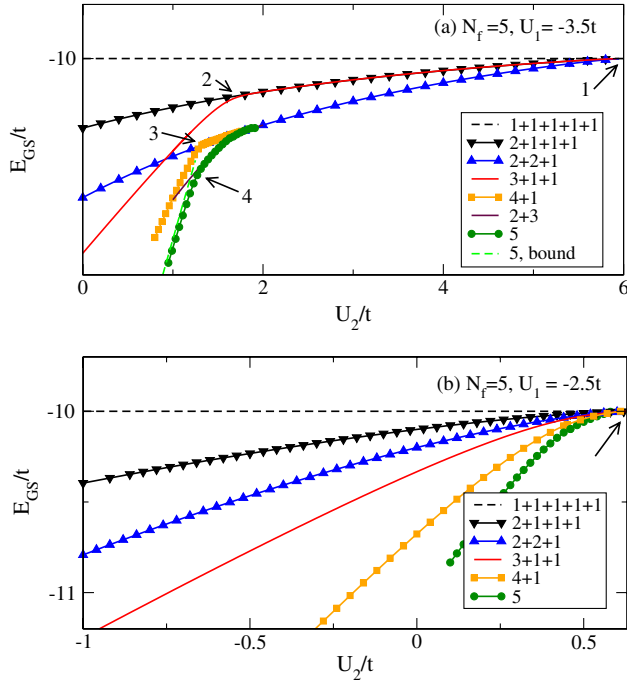 (a) N_f =5, U_1= -3.5t
-10
E_GS/t
1
2
3
4
1+1+1+1+1
2+1+1+1
2+2+1
3+1+1
4+1
2+3
5
5, bound
0 2 4 6
U_2/t
(b) N_f=5, U_1 = -2.5t
-10
-11
E_GS/t
1+1+1+1+1
2+1+1+1
2+2+1
3+1+1
4+1
5
-1 -0.5 0 0.5
U_2/t